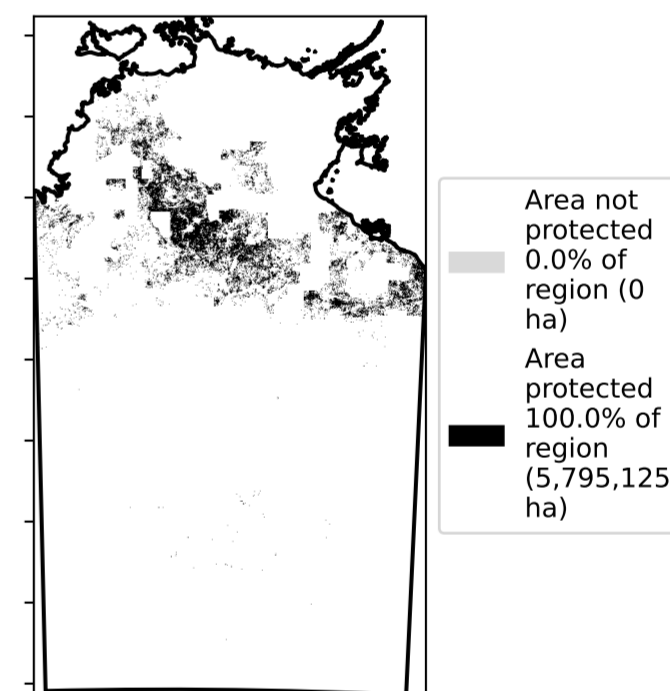 Area not
protected
0.0% of
region (0
ha)
Area
protected
100.0% of
region
(5,795,125
ha)